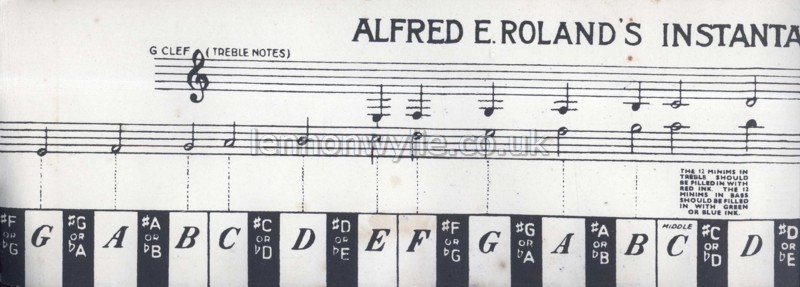 ALFRED E. ROLAND'S INSTANTA
G CLEF (TREBLE NOTES)
lennonwylie.co.uk
THE 12 MINIMS IN
TREBLE SHOULD
BE FILLED IN WITH
RED INK. THE 12
MINIMS IN BASS
SHOULD BE FILLED
IN WITH GREEN
OR BLUE INK.
♯F OR ♭G
G
♯G OR ♭A
A
♯A OR ♭B
B
C
♯C OR ♭D
D
♯D OR ♭E
E
F
♯F OR ♭G
G
♯G OR ♭A
A
♯A OR ♭B
B
MIDDLE
C
♯C OR ♭D
D
♯D OR ♭E